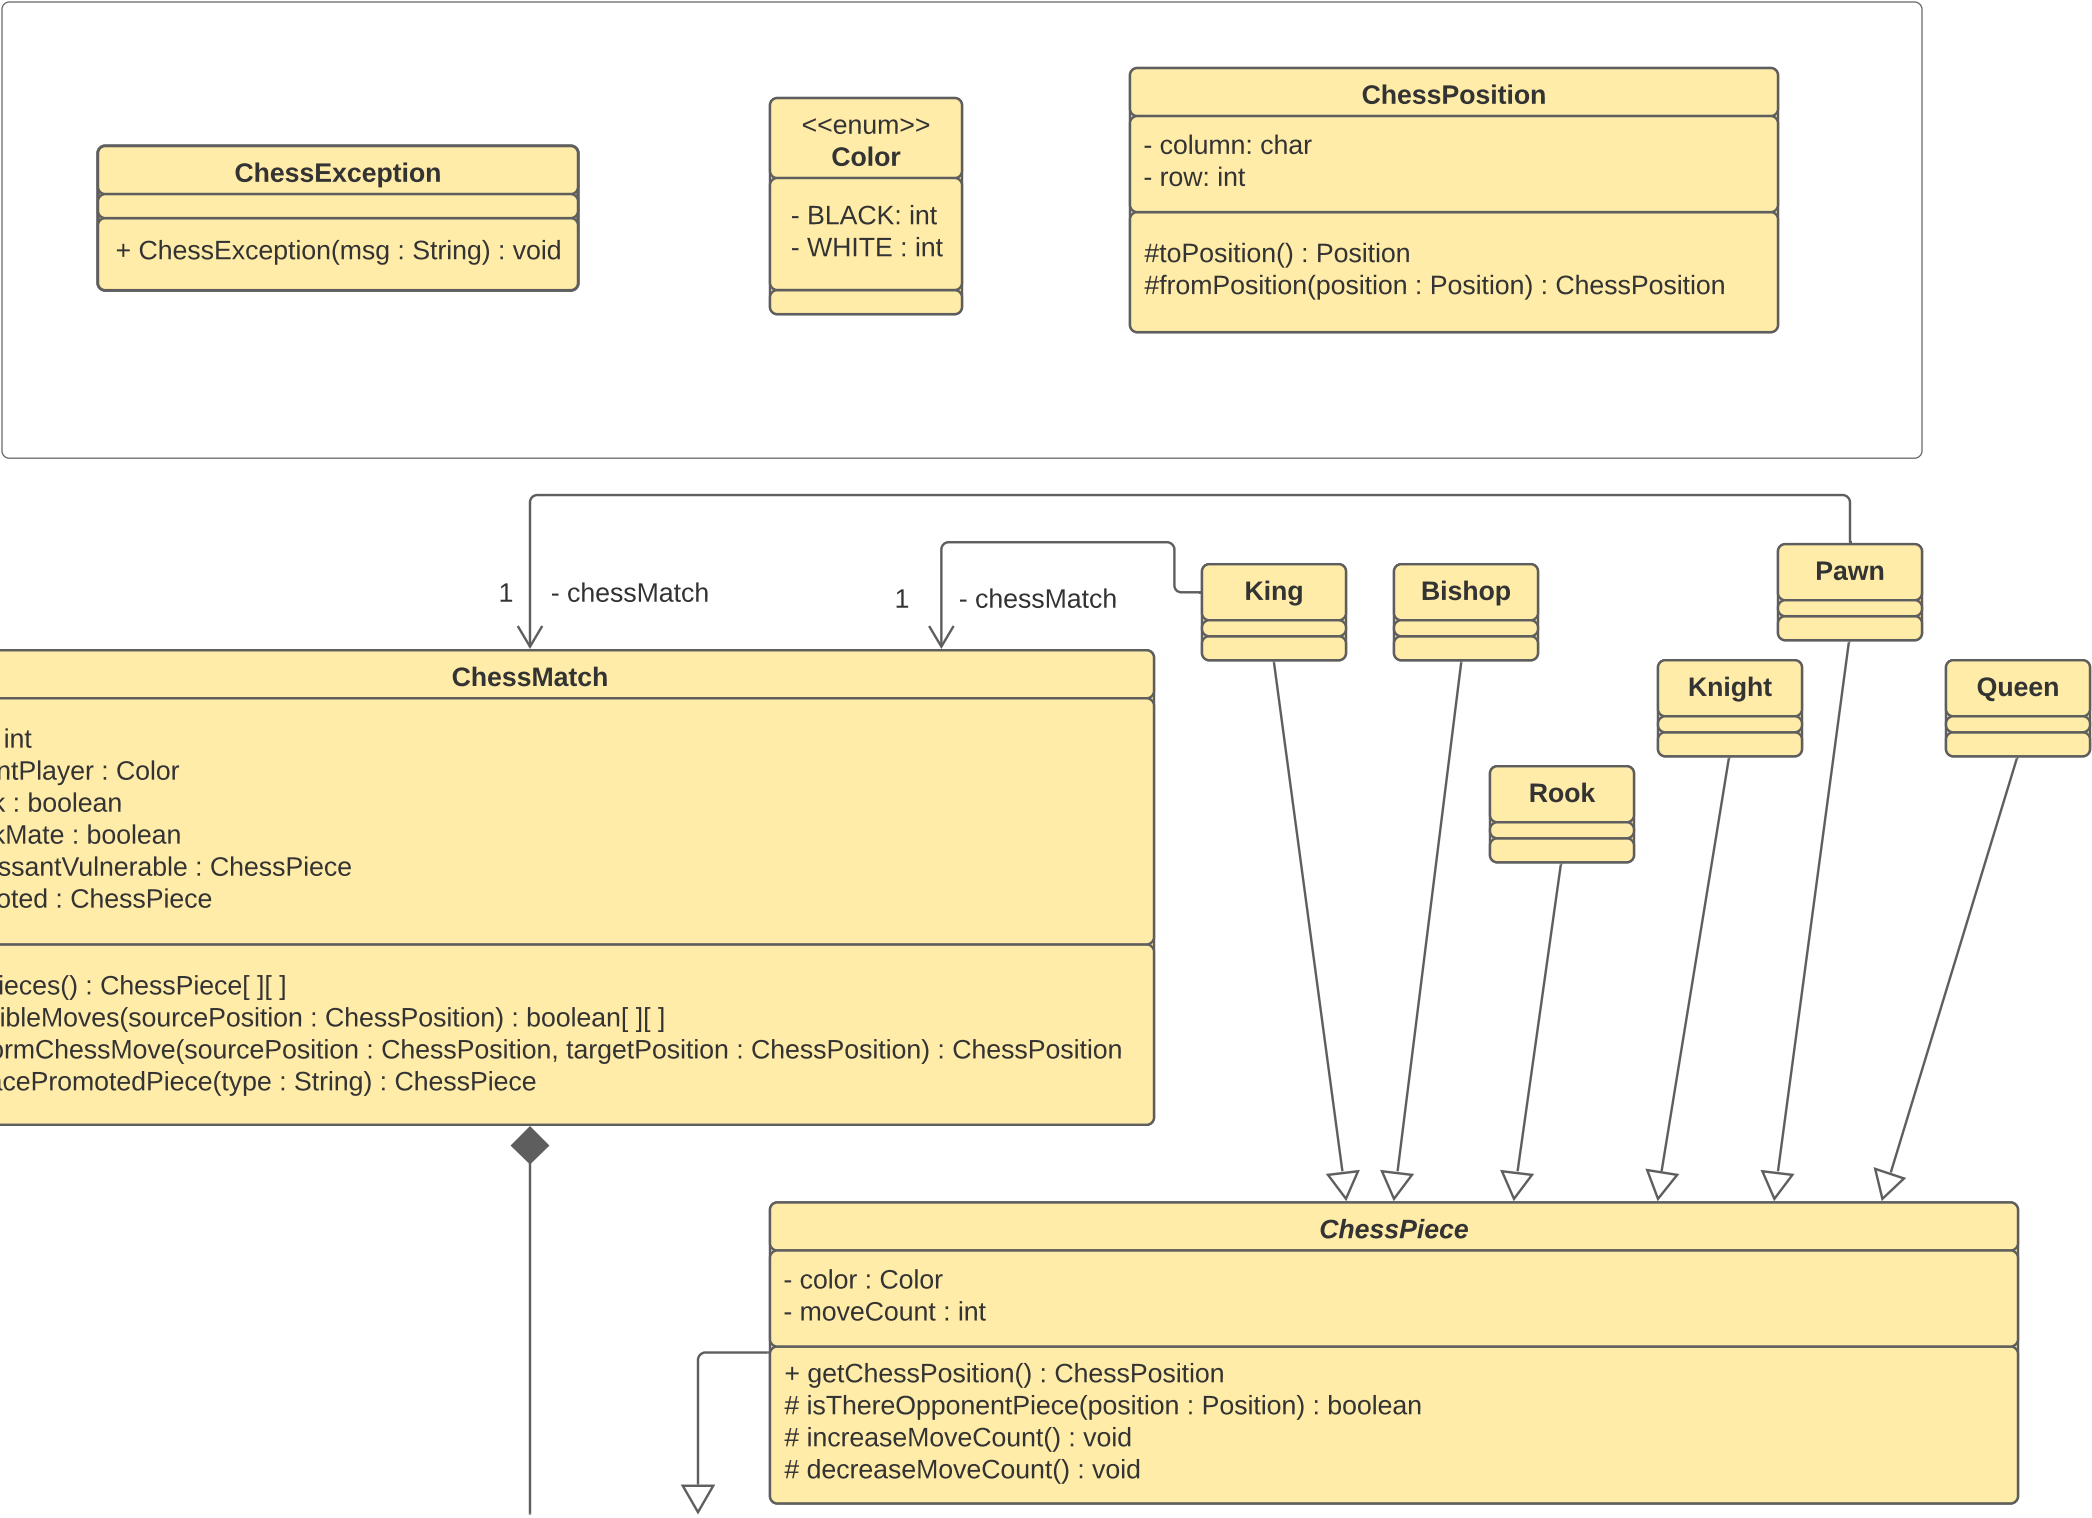 ChessException
+ ChessException(msg : String) : void
<<enum>>
Color
- BLACK: int
- WHITE : int
ChessPosition
- column: char
- row: int
#toPosition() : Position
#fromPosition(position : Position) : ChessPosition
1
- chessMatch
1
- chessMatch
King
Bishop
Pawn
Knight
Queen
Rook
ChessMatch
int
ntPlayer : Color
k : boolean
kMate : boolean
ssantVulnerable : ChessPiece
oted : ChessPiece
ieces() : ChessPiece[ ][ ]
ibleMoves(sourcePosition : ChessPosition) : boolean[ ][ ]
ormChessMove(sourcePosition : ChessPosition, targetPosition : ChessPosition) : ChessPosition
acePromotedPiece(type : String) : ChessPiece
ChessPiece
- color : Color
- moveCount : int
+ getChessPosition() : ChessPosition
# isThereOpponentPiece(position : Position) : boolean
# increaseMoveCount() : void
# decreaseMoveCount() : void